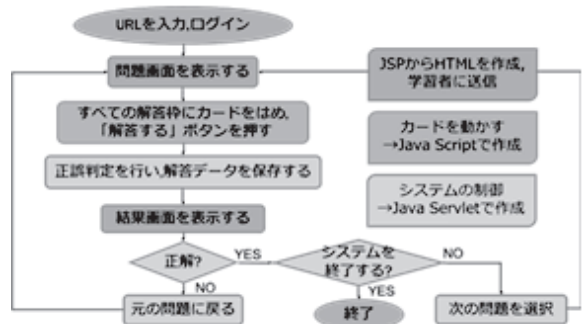 URLを入力,ログイン
問題画面を表示する
すべての解答枠にカードをはめ,
「解答する」ボタンを押す
正誤判定を行い,解答データを保存する
結果画面を表示する
正解?
YES
NO
元の問題に戻る
システムを
終了する?
NO
YES
終了
次の問題を選択
JSPからHTMLを作成,
学習者に送信
カードを動かす
→Java Scriptで作成
システムの制御
→Java Servletで作成